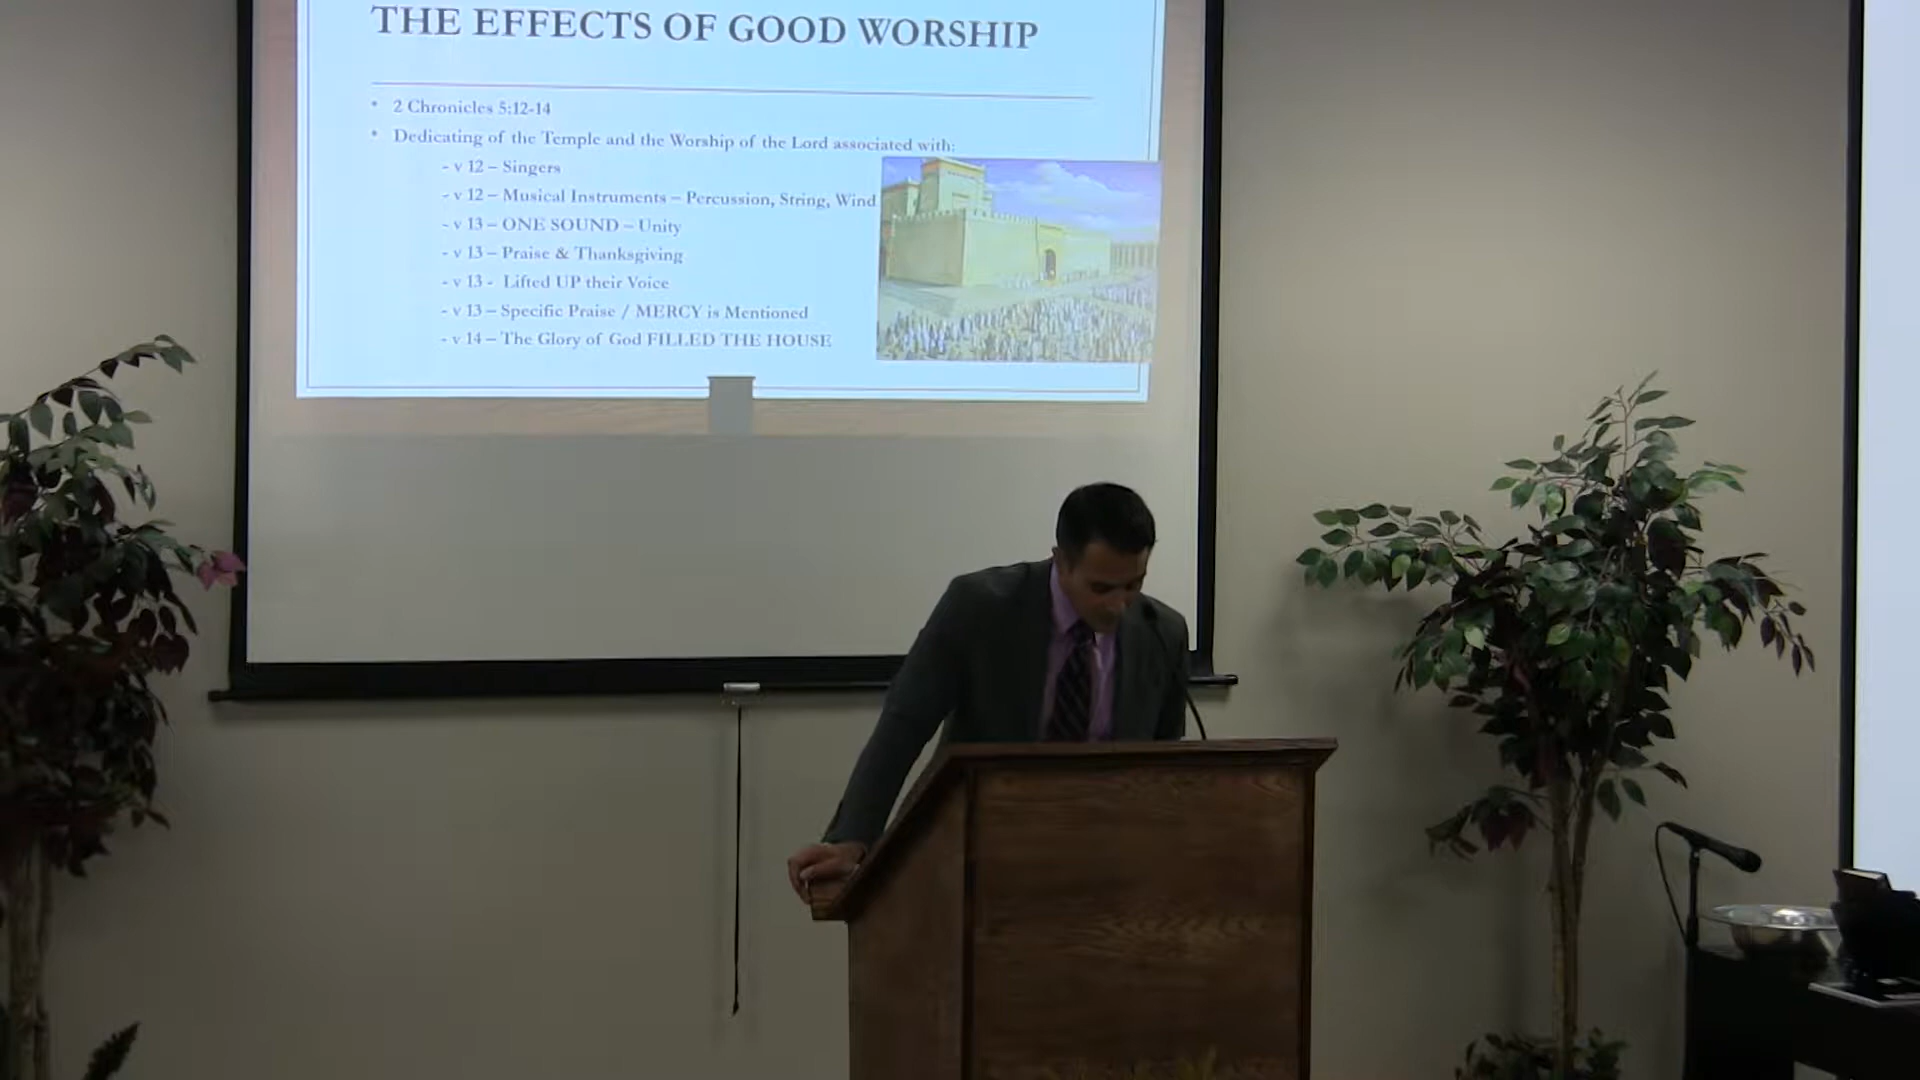 THE EFFECTS OF GOOD WORSHIP
• 2 Chronicles 5:12-14
• Dedicating of the Temple and the Worship of the Lord associated with:
- v 12 – Singers
- v 12 – Musical Instruments – Percussion, String, Wind
- v 13 – ONE SOUND – Unity
- v 13 – Praise & Thanksgiving
- v 13 - Lifted UP their Voice
- v 13 – Specific Praise / MERCY is Mentioned
- v 14 – The Glory of God FILLED THE HOUSE